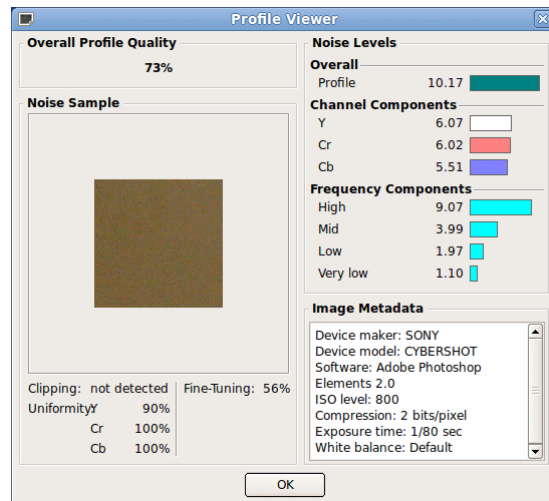 Profile Viewer
Overall Profile Quality
73%
Noise Sample
Clipping: not detected
Uniformity: Y 90%
Cr 100%
Cb 100%
Fine-Tuning: 56%
Noise Levels
Overall
Profile 10.17
Channel Components
Y 6.07
Cr 6.02
Cb 5.51
Frequency Components
High 9.07
Mid 3.99
Low 1.97
Very low 1.10
Image Metadata
Device maker: SONY
Device model: CYBERSHOT
Software: Adobe Photoshop
Elements 2.0
ISO level: 800
Compression: 2 bits/pixel
Exposure time: 1/80 sec
White balance: Default
OK